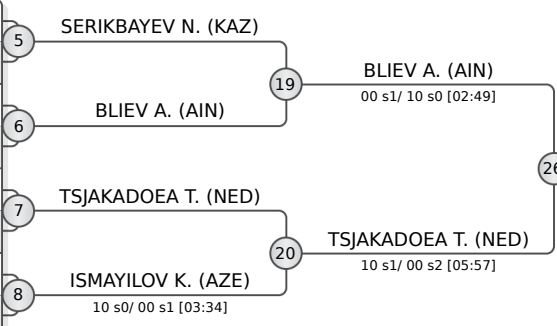 SERIKBAYEV N. (KAZ)
5
19
BLIEV A. (AIN)
00 s1/ 10 s0 [02:49]
BLIEV A. (AIN)
6
26
TSJAKADOEA T. (NED)
7
20
TSJAKADOEA T. (NED)
10 s1/ 00 s2 [05:57]
ISMAYILOV K. (AZE)
8
10 s0/ 00 s1 [03:34]